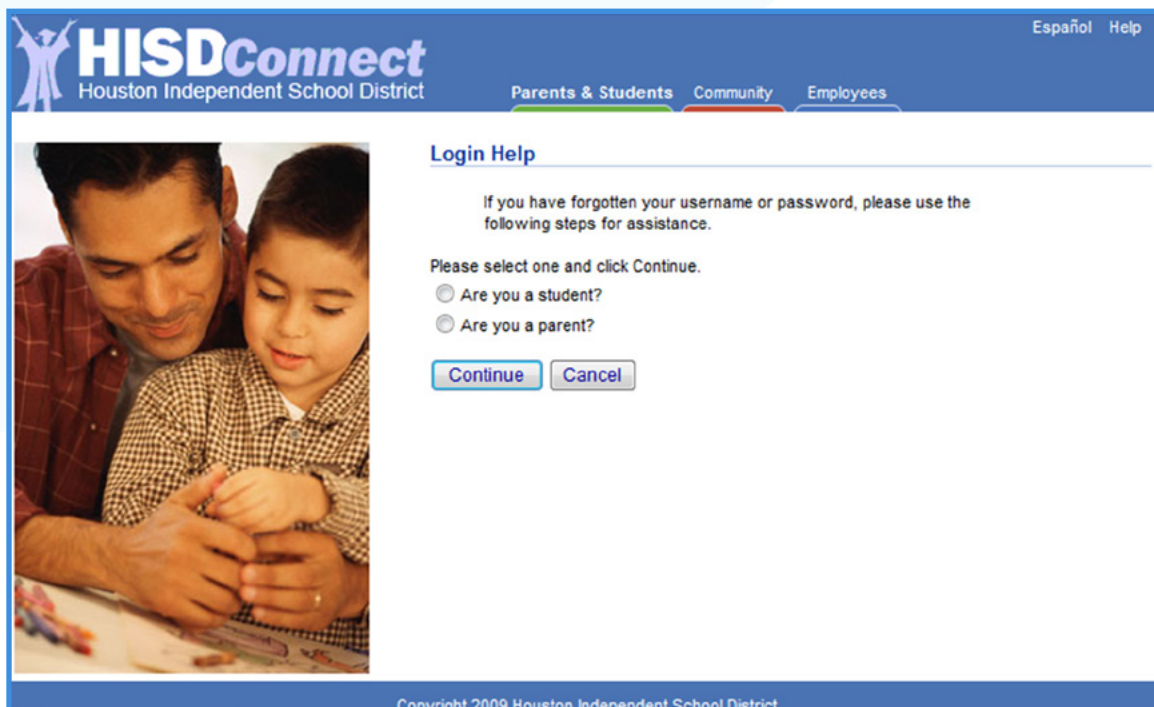 Español Help
HISDConnect
Houston Independent School District
Parents & Students Community Employees
Login Help
If you have forgotten your username or password, please use the
following steps for assistance.
Please select one and click Continue.
Are you a student?
Are you a parent?
Continue Cancel
Copyright 2009 Houston Independent School District